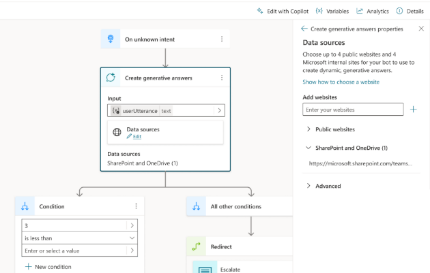 Edit with Copilot
(x) Variables
Analytics
Details
On unknown intent
Create generative answers
Input
userUtterance text
Data sources
Edit
Data sources
SharePoint and OneDrive (1)
Condition
3
is less than
Enter or select a value
New condition
All other conditions
Redirect
Escalate
Create generative answers properties
Data sources
Choose up to 4 public websites and 4
Microsoft internal sites for your bot to use to
create dynamic, generative answers.
Show how to choose a website
Add websites
Enter your websites
Public websites
SharePoint and OneDrive (1)
https://microsoft.sharepoint.com/teams...
Advanced